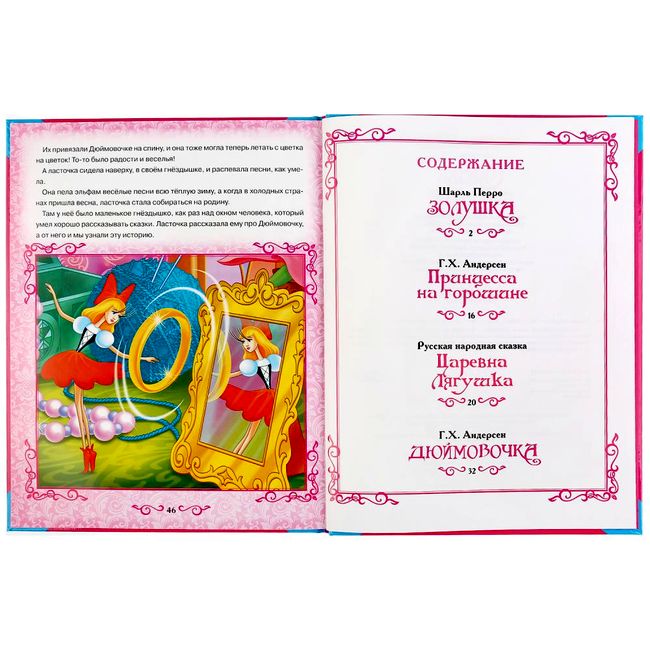 Их привязали Дюймовочке на спину, и она тоже могла теперь летать с цветка
на цветок! То-то было радости и веселья!
А ласточка сидела наверху, в своём гнёздышке, и распевала песни, как уме-
ла.
Она пела эльфам весёлые песни всю тёплую зиму, а когда в холодных стра-
нах пришла весна, ласточка стала собираться на родину.
Там у неё было маленькое гнёздышко, как раз над окном человека, который
умел хорошо рассказывать сказки. Ласточка рассказала ему про Дюймовочку,
а от него и мы узнали эту историю.
46
СОДЕРЖАНИЕ
Шарль Перро
ЗОЛУШКА
2
Г.Х. Андерсен
Принцесса
на горошине
16
Русская народная сказка
Царевна
Лягушка
20
Г.Х. Андерсен
ДЮЙМОВОЧКА
32